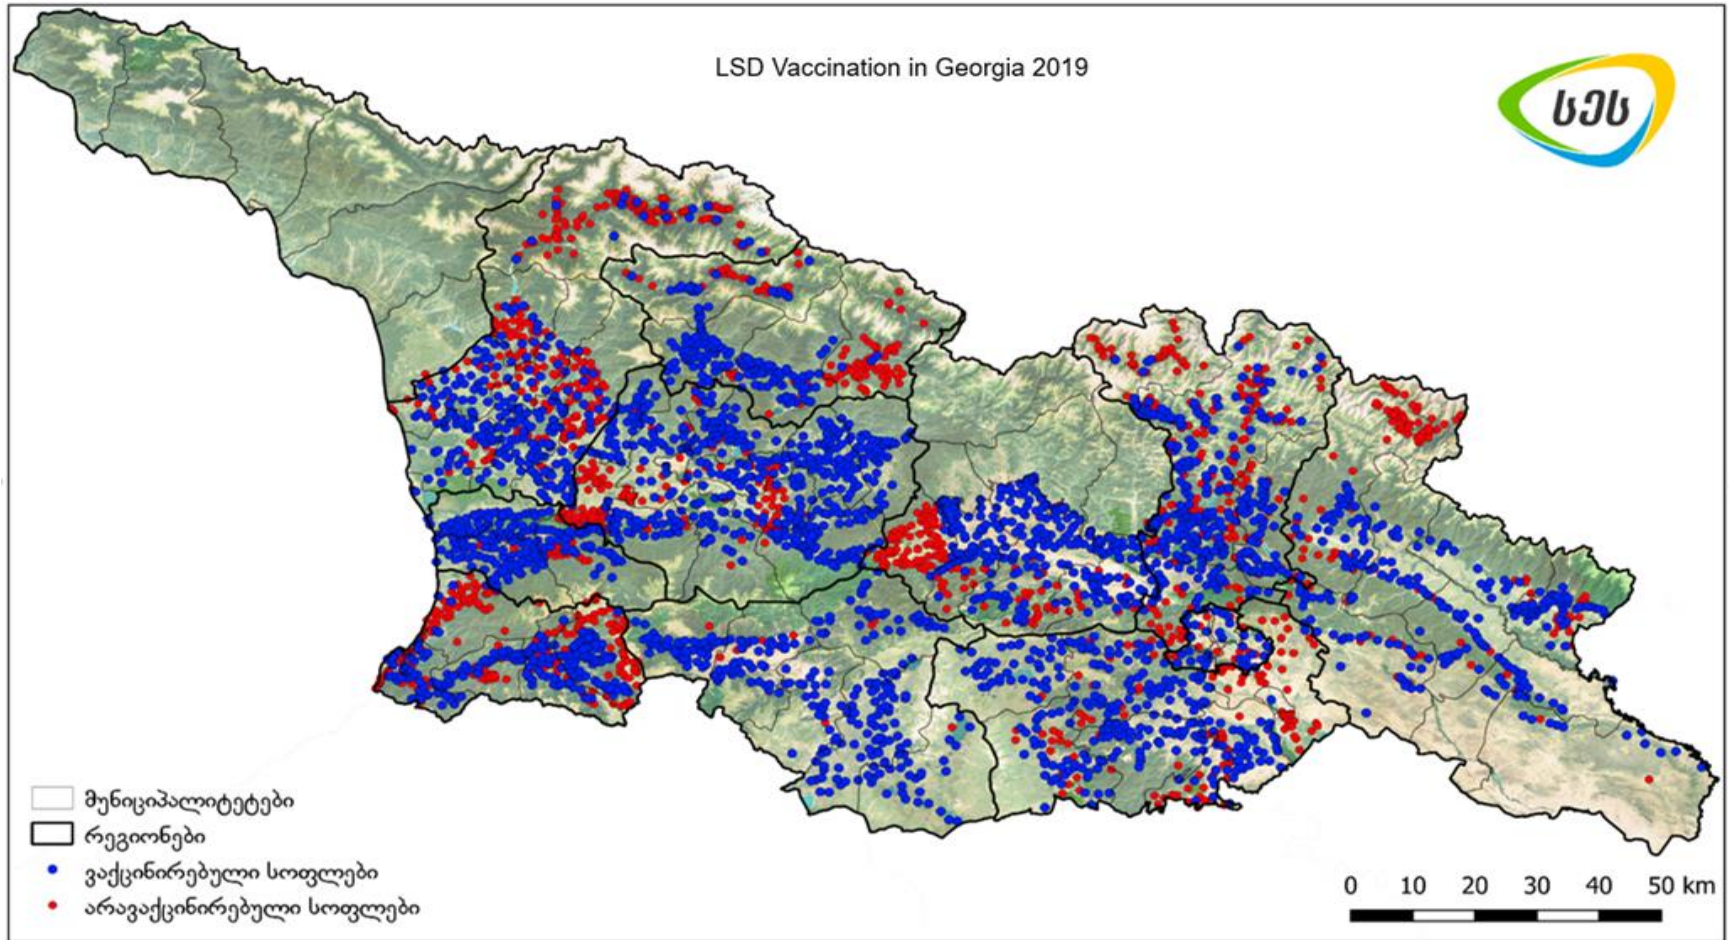 LSD Vaccination in Georgia 2019
სეს
მუნიციპალიტეტები
რეგიონები
ვაქცინირებული სოფლები
არავაქცინირებული სოფლები
0 10 20 30 40 50 km